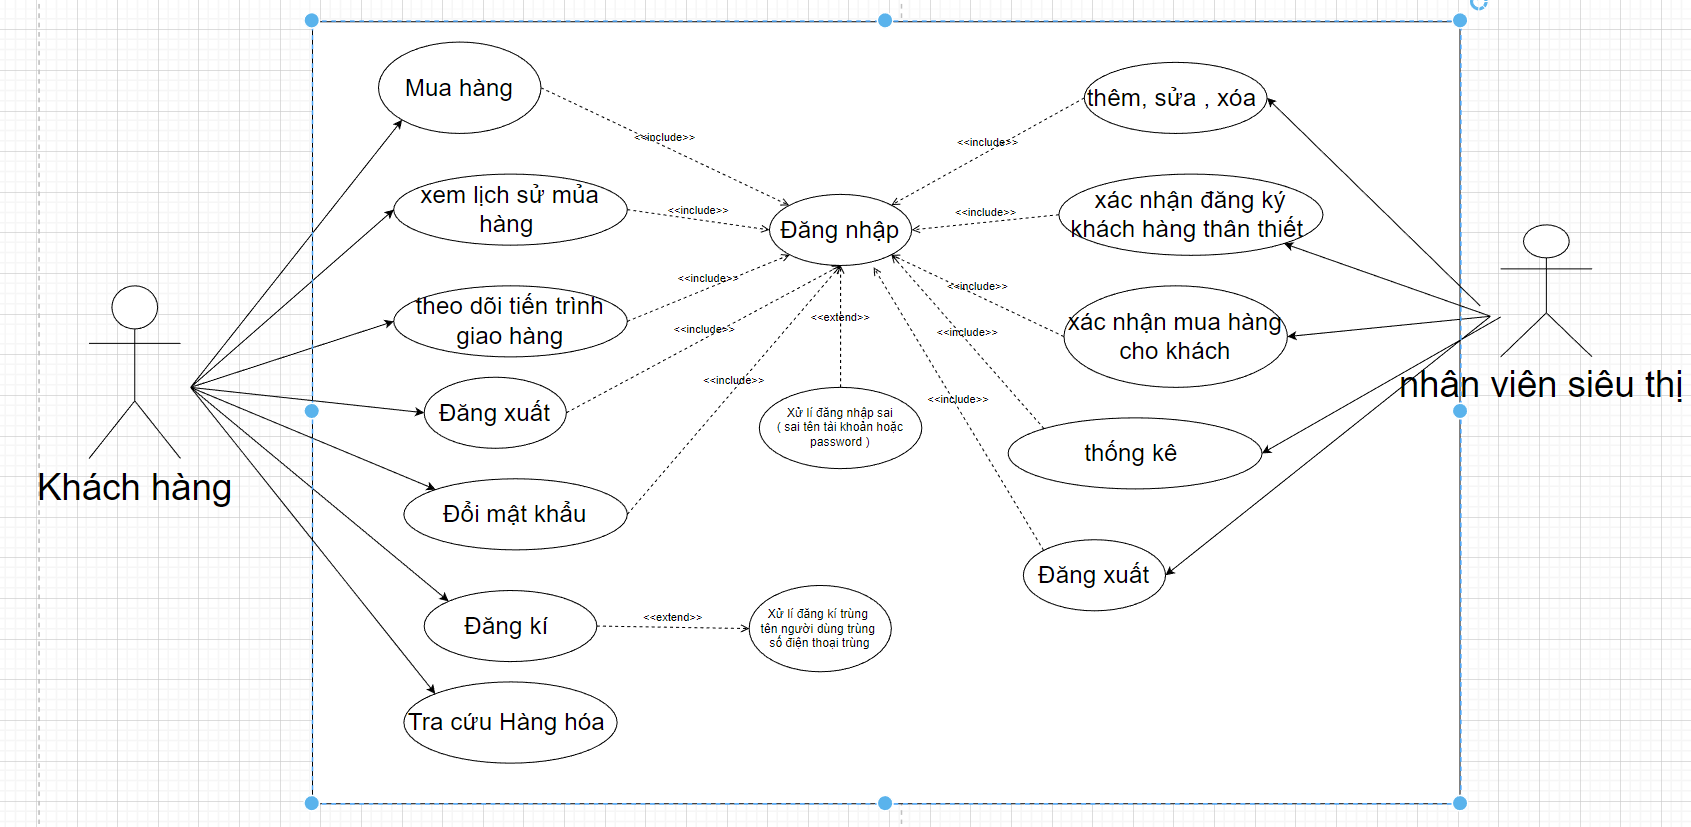 Mua hàng
<<include>>
xem lịch sử mủa
hàng
<<include>>
theo dõi tiến trình
giao hàng
<<include>>
Đăng xuất
<<include>>
Đổi mật khẩu
<<include>>
Đăng kí
<<extend>>
Xử lí đăng kí trùng
tên người dùng trùng
số điện thoại trùng
Tra cứu Hàng hóa
Khách hàng
Đăng nhập
<<extend>>
Xử lí đăng nhập sai
( sai tên tải khoản hoặc
password )
thêm, sửa , xóa
<<include>>
xác nhận đăng ký
khách hàng thân thiết
<<include>>
xác nhận mua hàng
cho khách
<<include>>
thống kê
<<include>>
Đăng xuất
<<include>>
nhân viên siêu thị